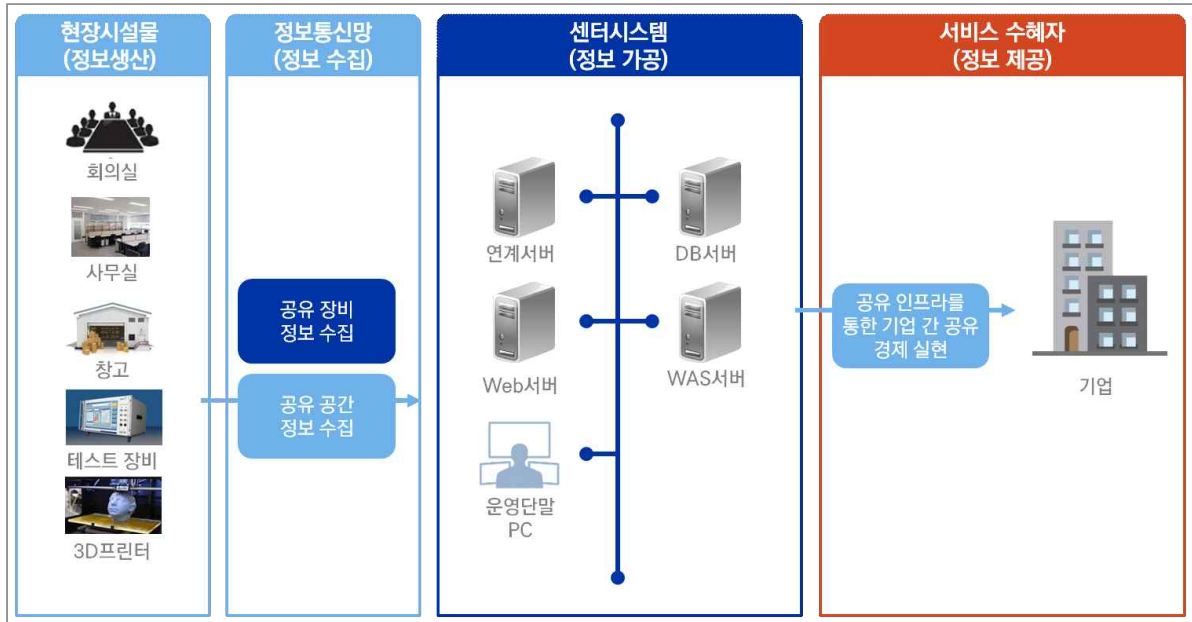 현장시설물
(정보생산)
정보통신망
(정보 수집)
센터시스템
(정보 가공)
서비스 수혜자
(정보 제공)
회의실
사무실
창고
테스트 장비
3D프린터
공유 장비
정보 수집
공유 공간
정보 수집
연계서버
DB서버
Web서버
WAS서버
운영단말
PC
공유 인프라를
통한 기업 간 공유
경제 실현
기업